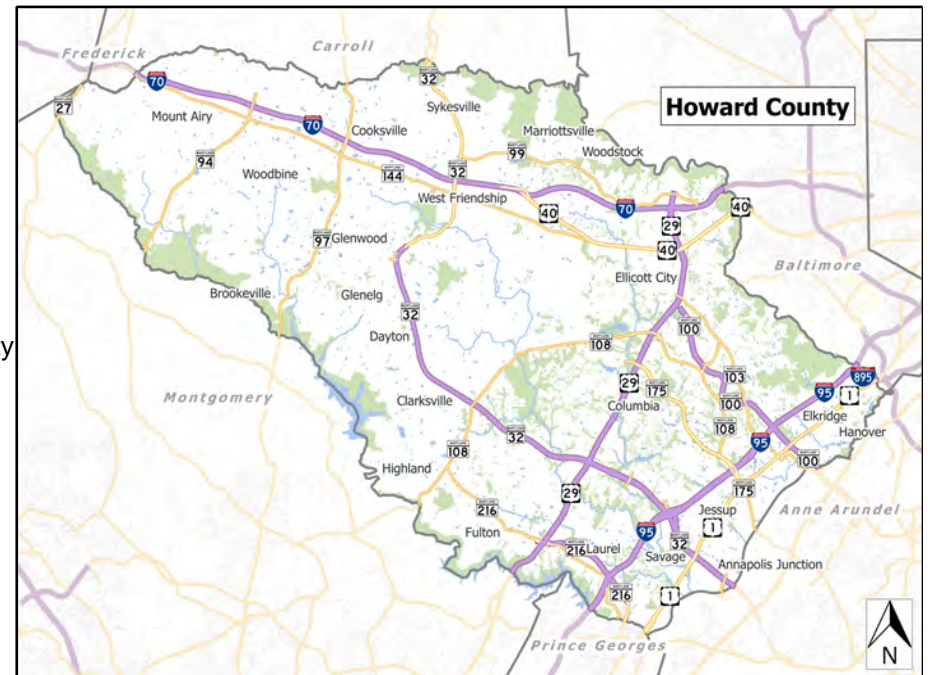 Frederick
Carroll
70
32
27
Sykesville
Howard County
Mount Airy
70
Cooksville
Marriottsville
99
Woodstock
94
Woodbine
144
32
West Friendship
40
70
40
29
97
Glenwood
40
Baltimore
Ellicott City
Brookeville
Glenelg
32
100
Dayton
108
y
103
895
29
175
95
1
Montgomery
Clarksville
Columbia
100
Elkridge
32
108
95
Hanover
108
100
Highland
29
175
216
Jessup
Anne Arundel
Fulton
95
1
216
Laurel
Savage
32
Annapolis Junction
216
1
Prince Georges
N